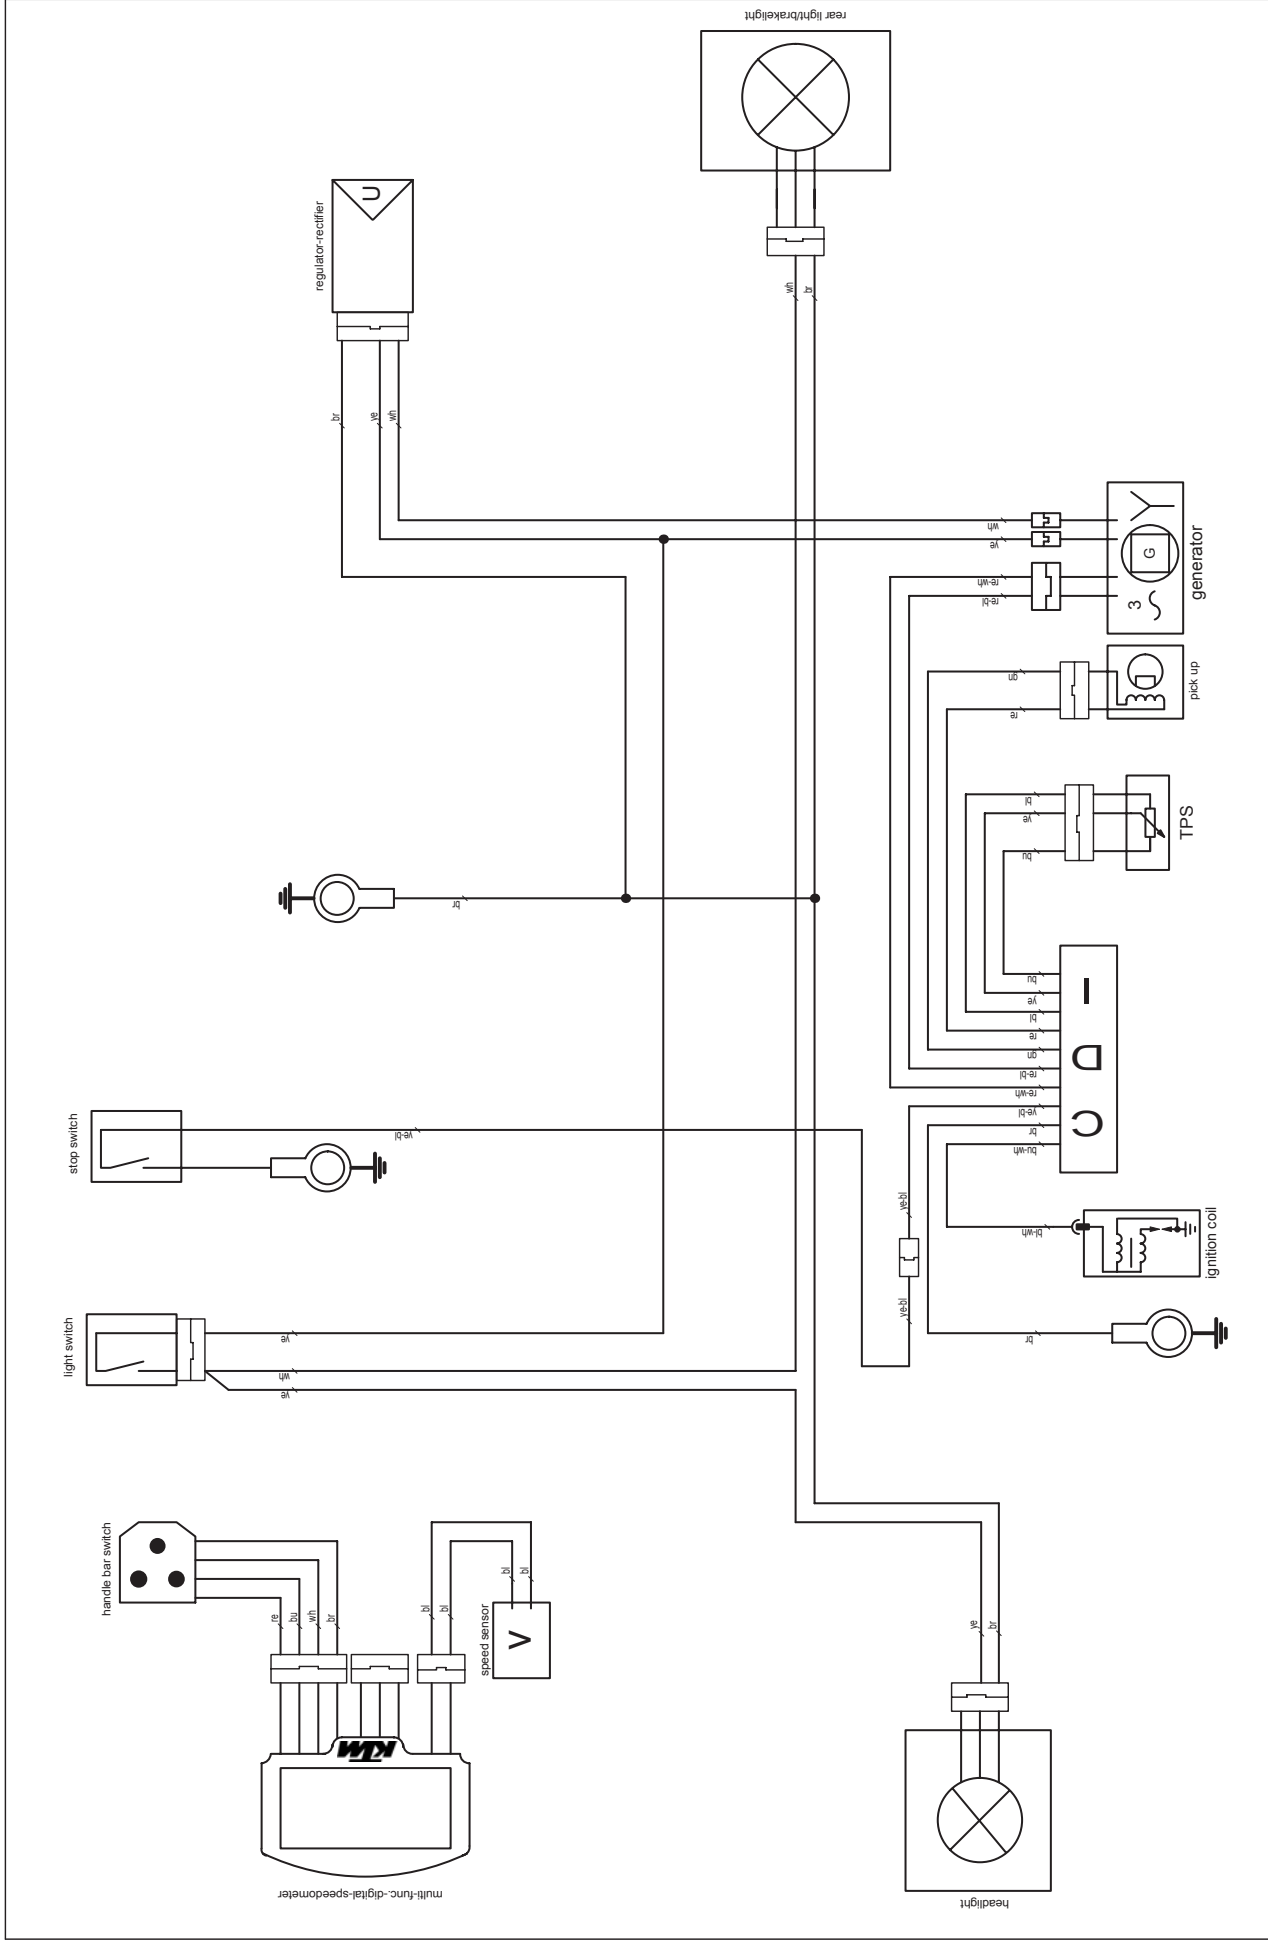 rear light/brakelight
regulator-rectifier
U
wh
br
br
ye
wh
wh
ye
re-wh
re-bl
G
3
generator
gn
re
pick up
bl
ye
bu
TPS
br
bu
ye
bl
re
gn
re-bl
re-wh
ye-bl
br
bu-wh
C D I
stop switch
ye-bl
ye-bl
ye-bl
bl-wh
ignition coil
br
light switch
ye
wh
ye
handle bar switch
re
bu
wh
br
bl
bl
bl
bl
speed sensor
V
KTM
multi-func.-digital-speedometer
ye
br
headlight